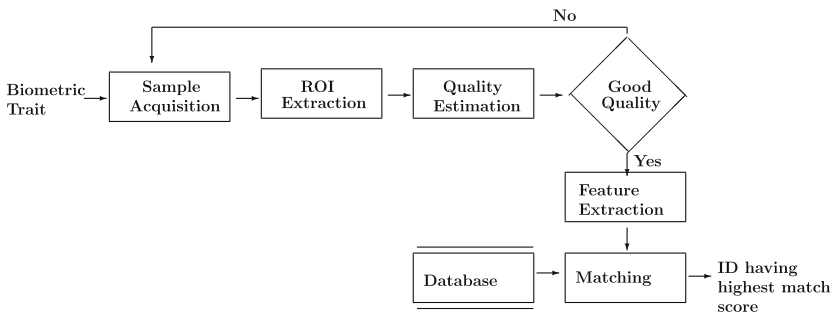 No
Biometric
Trait
Sample
Acquisition
ROI
Extraction
Quality
Estimation
Good
Quality
Yes
Feature
Extraction
Database
Matching
ID having
highest match
score